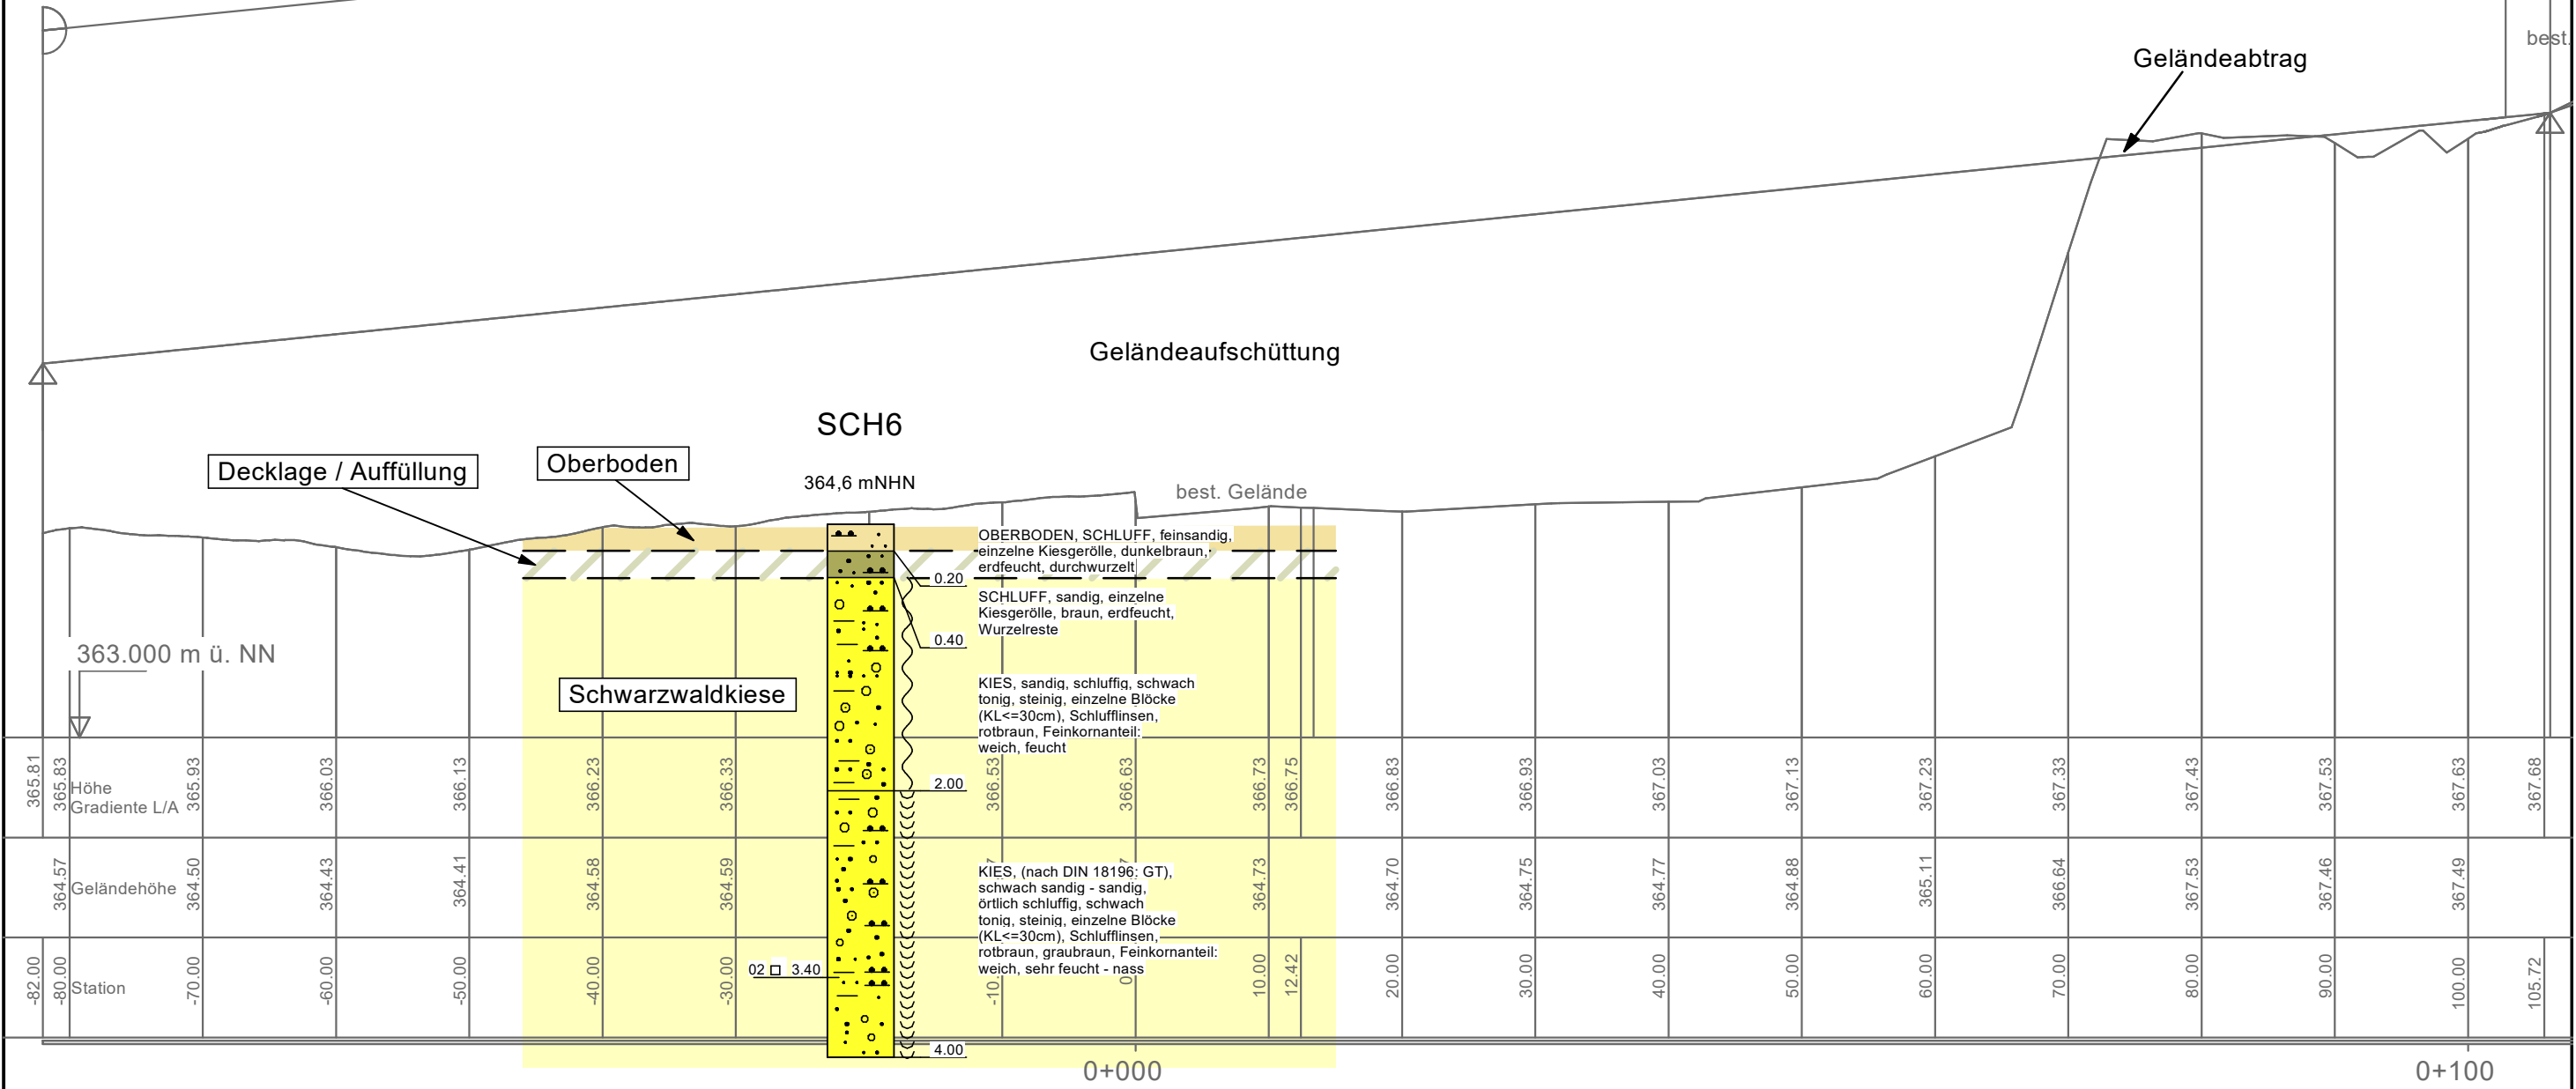 best.
Geländeabtrag
Geländeaufschüttung
SCH6
Decklage / Auffüllung
Oberboden
364,6 mNHN
best. Gelände
OBERBODEN, SCHLUFF, feinsandig,
einzelne Kiesgerölle, dunkelbraun,
erdfeucht, durchwurzelt
0.20
SCHLUFF, sandig, einzelne
Kiesgerölle, braun, erdfeucht,
Wurzelreste
0.40
363.000 m ü. NN
Schwarzwaldkiese
KIES, sandig, schluffig, schwach
tonig, steinig, einzelne Blöcke
(KL<=30cm), Schlufflinsen,
rotbraun, Feinkornanteil:
weich, feucht
2.00
Höhe
Gradiente L/A
365.81 365.83 365.93 366.03 366.13 366.23 366.33 366.53 366.63 366.73 366.75 366.83 366.93 367.03 367.13 367.23 367.33 367.43 367.53 367.63 367.68
Geländehöhe
364.57 364.50 364.43 364.41 364.58 364.59 364.73 364.70 364.75 364.77 364.88 365.11 366.64 367.53 367.46 367.49
KIES, (nach DIN 18196: GT),
schwach sandig - sandig,
örtlich schluffig, schwach
tonig, steinig, einzelne Blöcke
(KL<=30cm), Schlufflinsen,
rotbraun, graubraun, Feinkornanteil:
weich, sehr feucht - nass
02 3.40
Station
-82.00 -80.00 -70.00 -60.00 -50.00 -40.00 -30.00 10.00 12.42 20.00 30.00 40.00 50.00 60.00 70.00 80.00 90.00 100.00 105.72
4.00
0+000
0+100